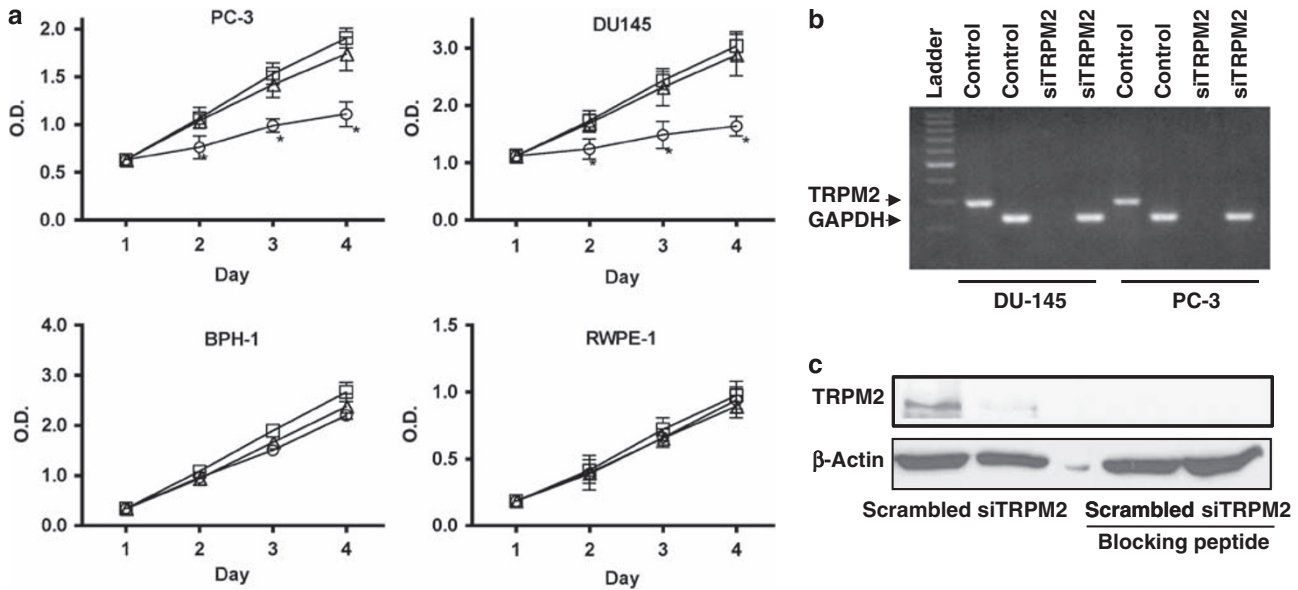 a
PC-3
2.0
1.5
1.0
0.5
0.0
O.D.
1 2 3 4
Day
* * *
DU145
3.0
2.0
1.0
0.0
O.D.
1 2 3 4
Day
* * *
BPH-1
4.0
3.0
2.0
1.0
0.0
O.D.
1 2 3 4
Day
RWPE-1
1.5
1.0
0.5
0.0
O.D.
1 2 3 4
Day
b
Ladder
Control
Control
siTRPM2
siTRPM2
Control
Control
siTRPM2
siTRPM2
TRPM2
GAPDH
DU-145 PC-3
c
TRPM2
β-Actin
Scrambled siTRPM2 Scrambled siTRPM2
Blocking peptide